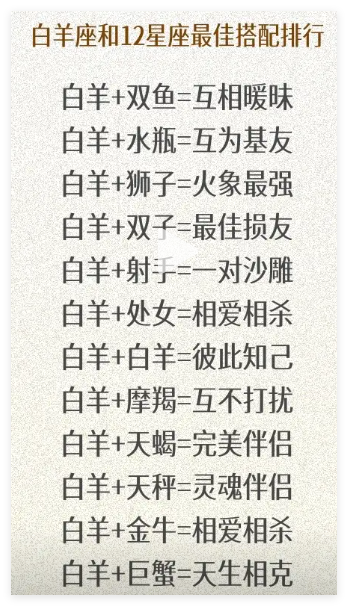 白羊座和12星座最佳搭配排行
白羊+双鱼=互相暖昧
白羊+水瓶=互为基友
白羊+狮子=火象最强
白羊+双子=最佳损友
白羊+射手=一对沙雕
白羊+处女=相爱相杀
白羊+白羊=彼此知己
白羊+摩羯=互不打扰
白羊+天蝎=完美伴侣
白羊+天秤=灵魂伴侣
白羊+金牛=相爱相杀
白羊+巨蟹=天生相克